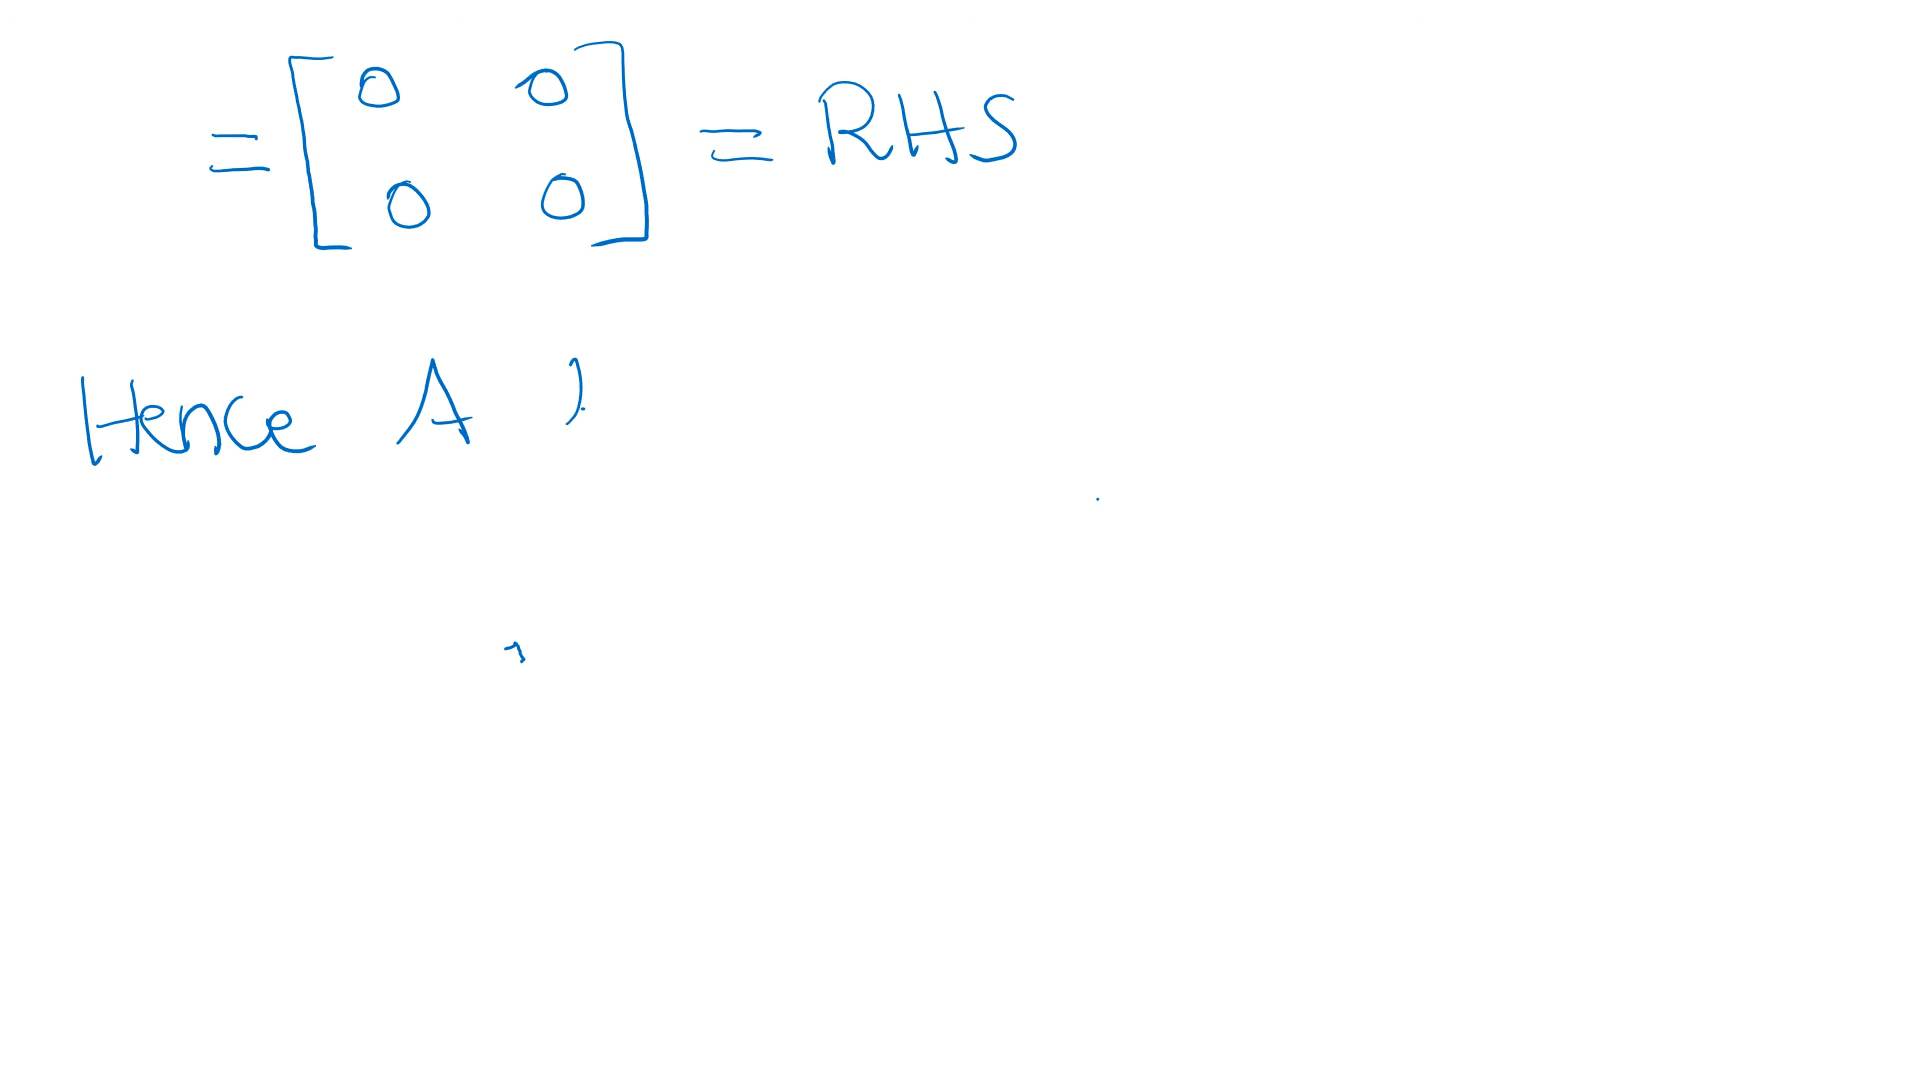 = [ 0 0
0 0 ] = RHS
Hence A )